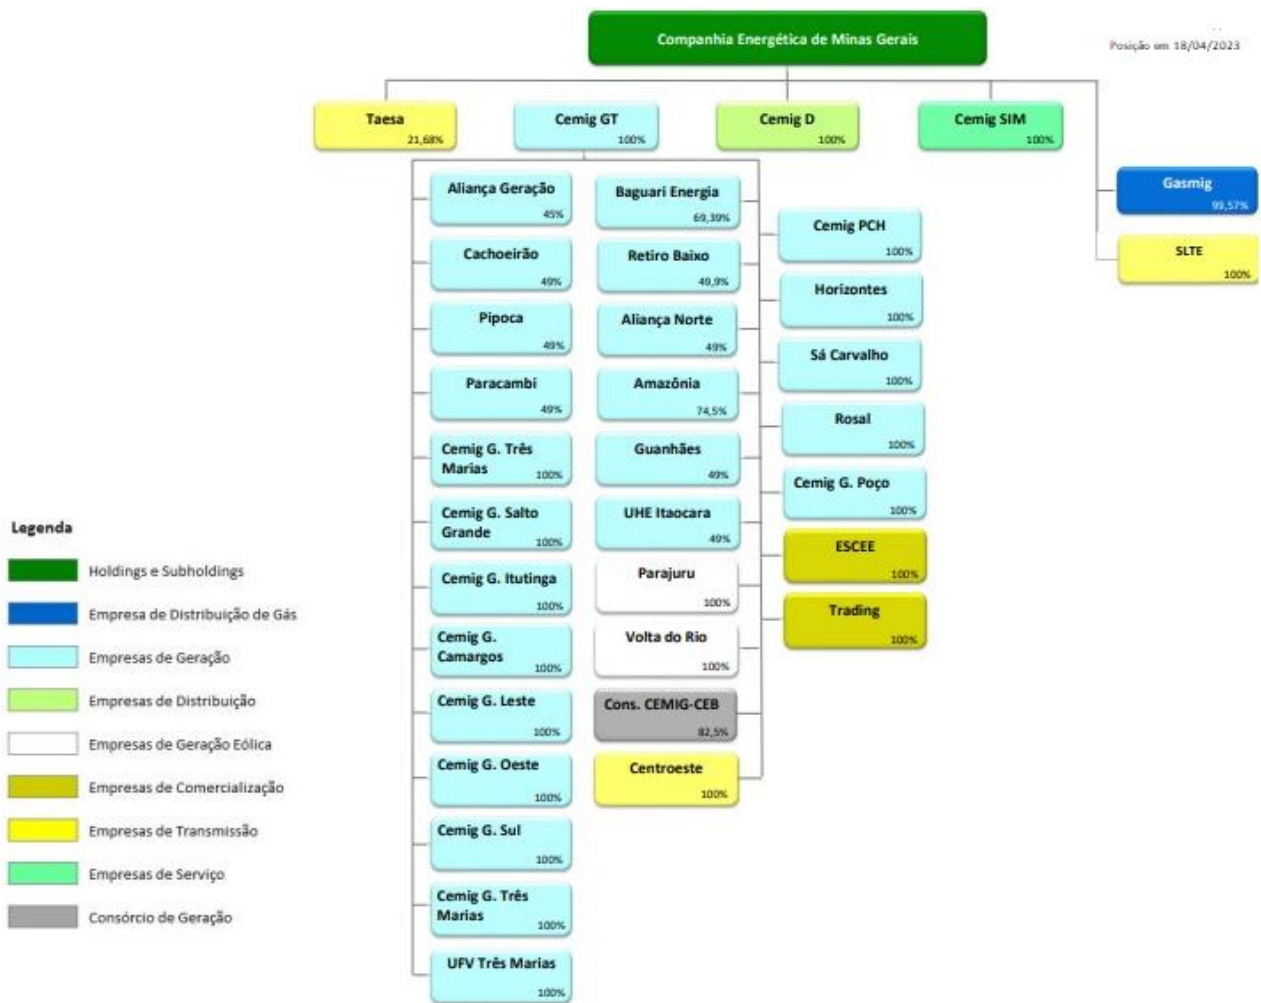 Companhia Energética de Minas Gerais
Posição em 18/04/2023
Taesa
21,68%
Cemig GT
100%
Cemig D
100%
Cemig SIM
100%
Gasmig
99,57%
SLTE
100%
Aliança Geração
45%
Cachoeirão
49%
Pipoca
49%
Paracambi
49%
Cemig G. Três
Marias
100%
Cemig G. Salto
Grande
100%
Cemig G. Itutinga
100%
Cemig G.
Camargos
100%
Cemig G. Leste
100%
Cemig G. Oeste
100%
Cemig G. Sul
100%
Cemig G. Três
Marias
100%
UFV Três Marias
100%
Baguari Energia
69,39%
Retiro Baixo
49,9%
Aliança Norte
49%
Amazônia
74,5%
Guanhães
49%
UHE Itaocara
49%
Parajuru
100%
Volta do Rio
100%
Cons. CEMIG-CEB
82,5%
Centroeste
100%
Cemig PCH
100%
Horizontes
100%
Sá Carvalho
100%
Rosal
100%
Cemig G. Poço
100%
ESCEE
100%
Trading
100%
Legenda
Holdings e Subholdings
Empresa de Distribuição de Gás
Empresas de Geração
Empresas de Distribuição
Empresas de Geração Eólica
Empresas de Comercialização
Empresas de Transmissão
Empresas de Serviço
Consórcio de Geração